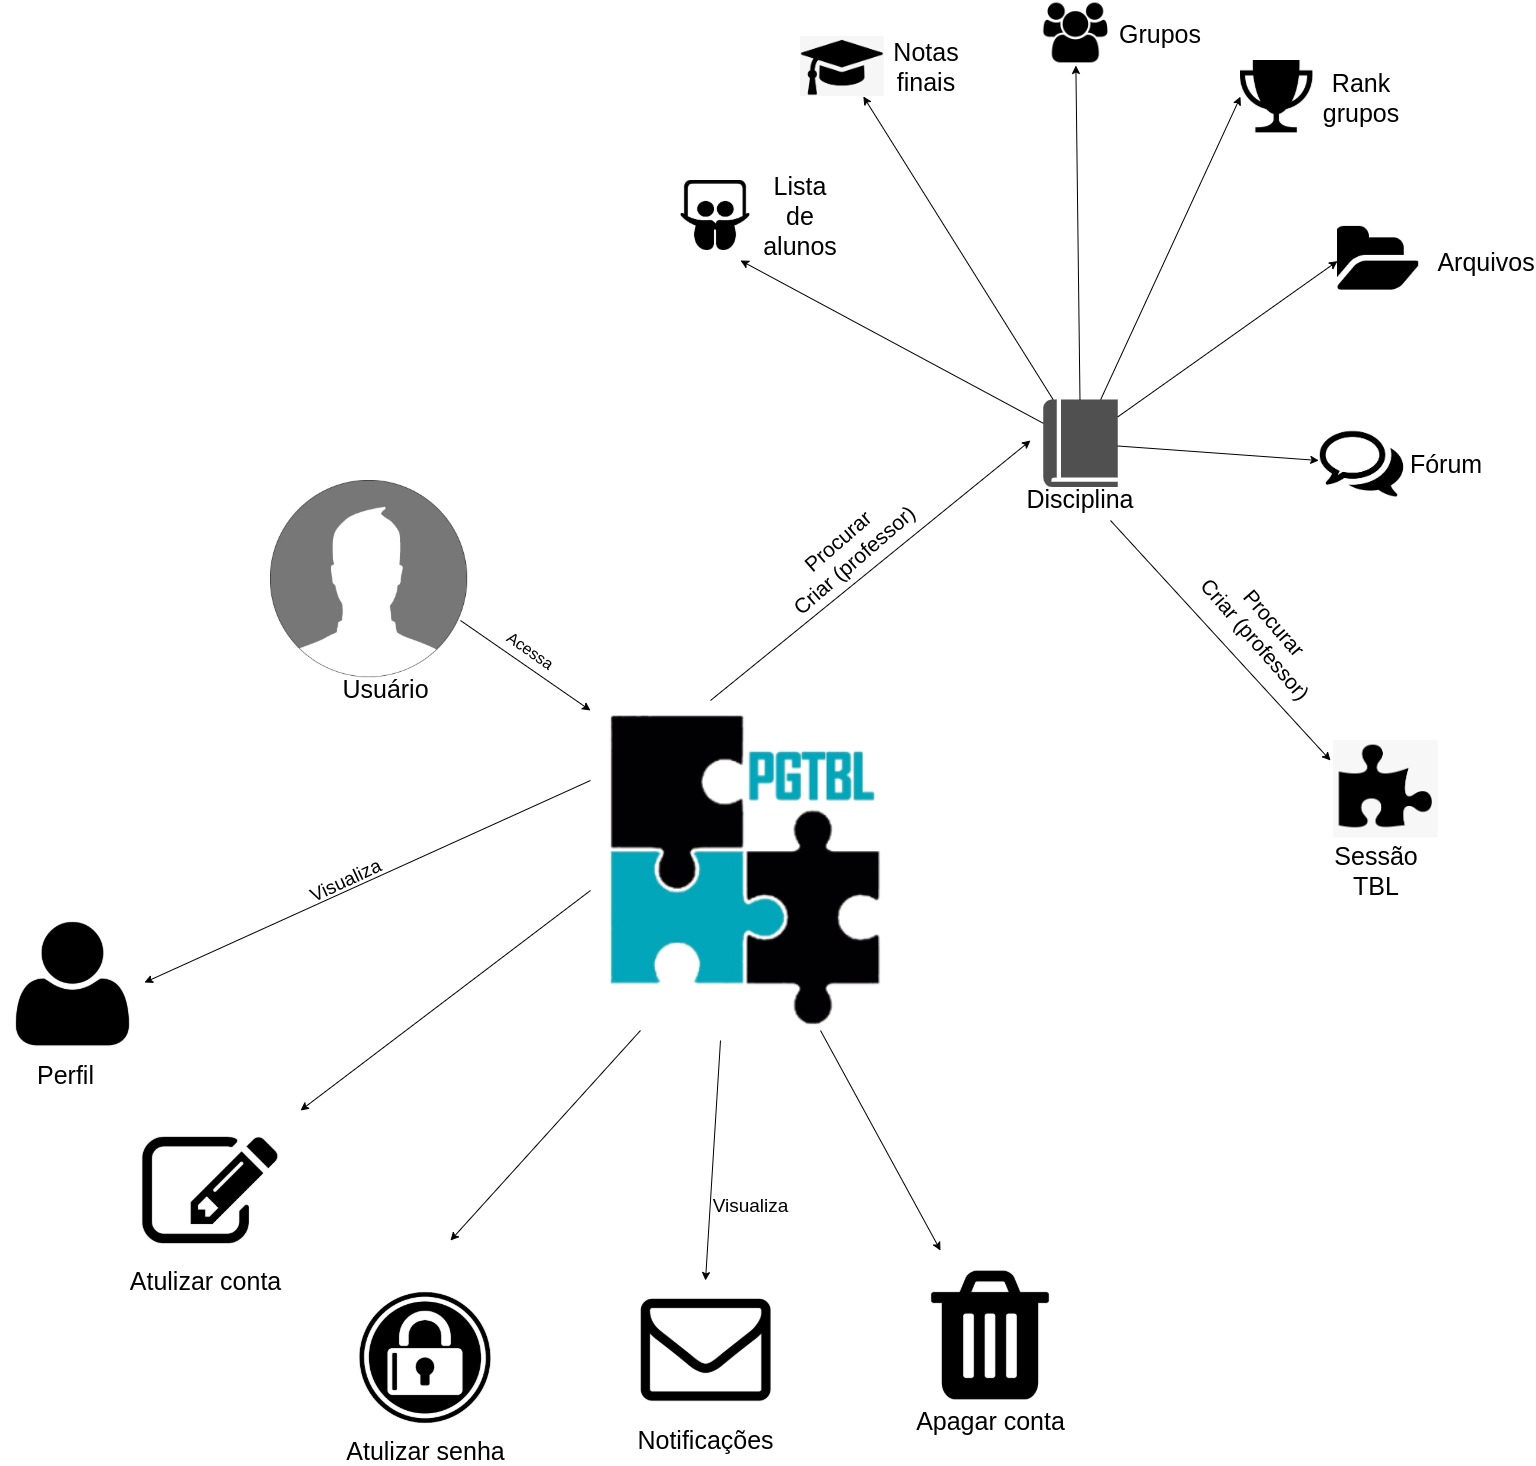 Grupos
Notas
finais
Rank
grupos
Lista
de
alunos
Arquivos
Fórum
Disciplina
Procurar
Criar (professor)
Procurar
Criar (professor)
Acessa
Usuário
PGTBL
Sessão
TBL
Visualiza
Perfil
Visualiza
Atulizar conta
Atulizar senha
Notificações
Apagar conta